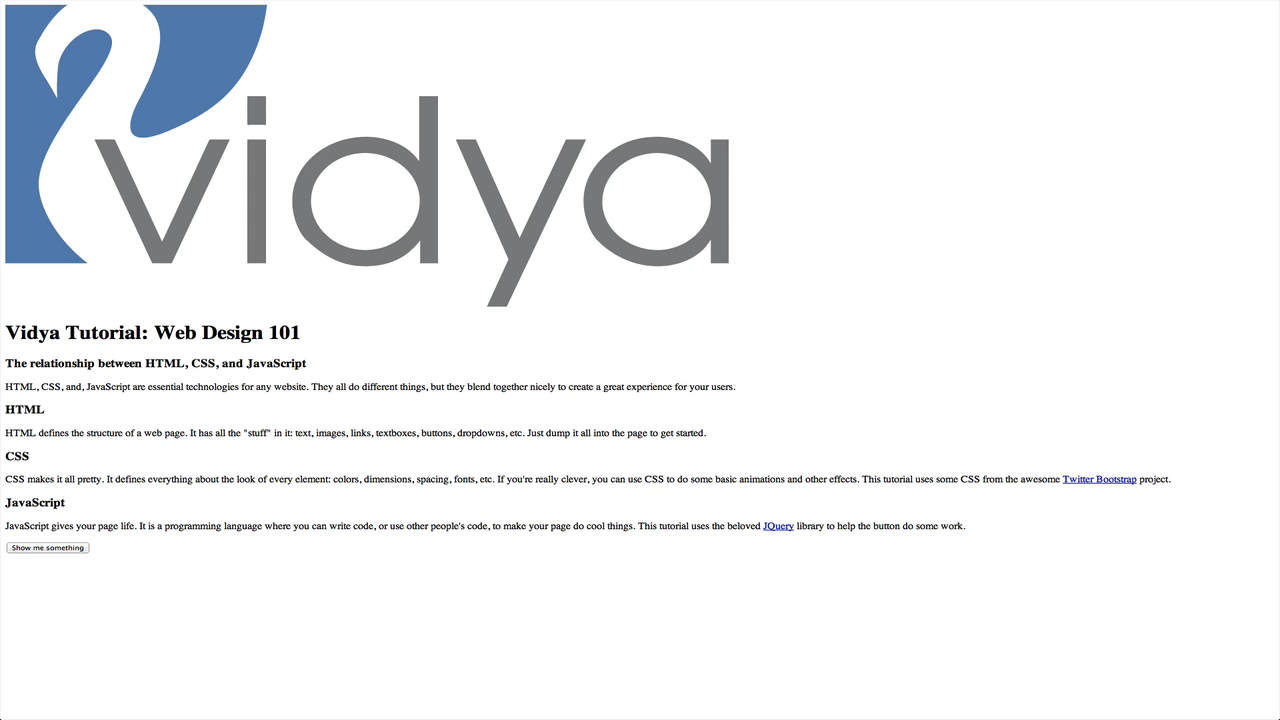 vidya
Vidya Tutorial: Web Design 101
The relationship between HTML, CSS, and JavaScript
HTML, CSS, and, JavaScript are essential technologies for any website. They all do different things, but they blend together nicely to create a great experience for your users.
HTML
HTML defines the structure of a web page. It has all the "stuff" in it: text, images, links, textboxes, buttons, dropdowns, etc. Just dump it all into the page to get started.
CSS
CSS makes it all pretty. It defines everything about the look of every element: colors, dimensions, spacing, fonts, etc. If you're really clever, you can use CSS to do some basic animations and other effects. This tutorial uses some CSS from the awesome Twitter Bootstrap project.
JavaScript
JavaScript gives your page life. It is a programming language where you can write code, or use other people's code, to make your page do cool things. This tutorial uses the beloved JQuery library to help the button do some work.
Show me something